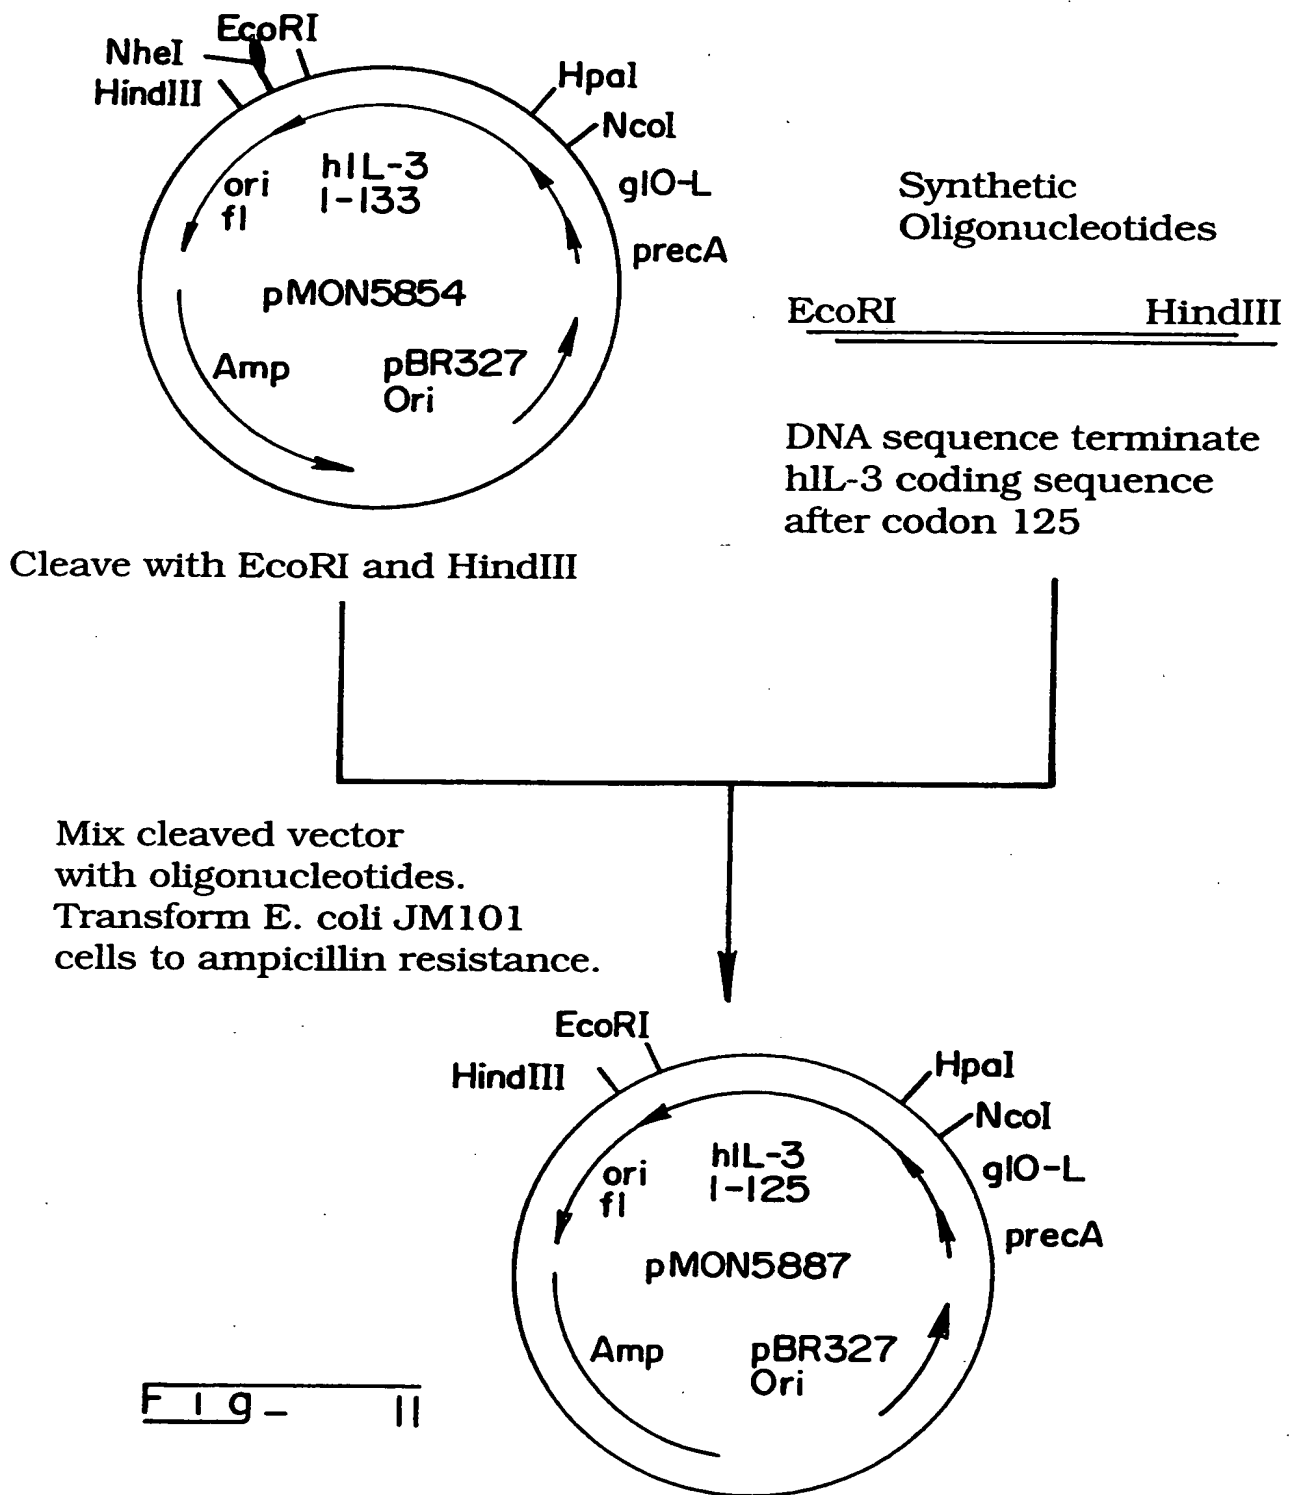 EcoRI
NheI
HindIII
HpaI
NcoI
hIL-3
1-133
ori
f1
g10-L
precA
pMON5854
Amp
pBR327
Ori
Synthetic
Oligonucleotides
EcoRI HindIII
DNA sequence terminate
hIL-3 coding sequence
after codon 125
Cleave with EcoRI and HindIII
Mix cleaved vector
with oligonucleotides.
Transform E. coli JM101
cells to ampicillin resistance.
EcoRI
HindIII
HpaI
NcoI
hIL-3
1-125
ori
f1
g10-L
precA
pMON5887
Amp
pBR327
Ori
Fig_ 11